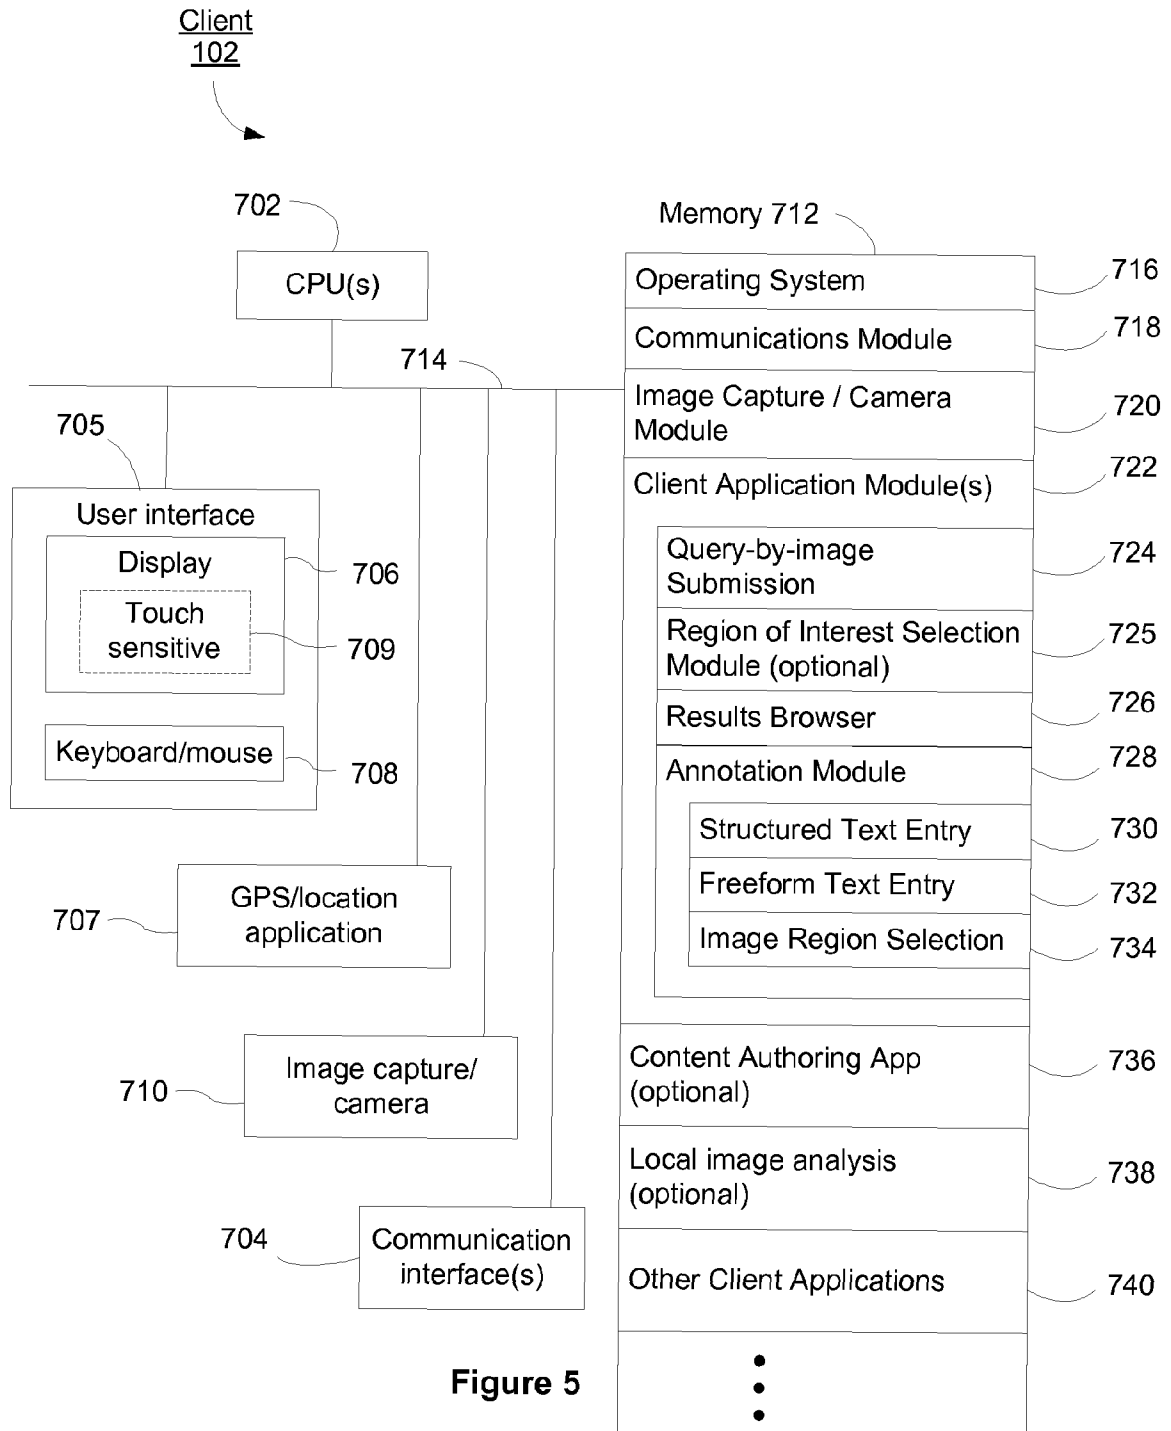 Client
102
702
CPU(s)
714
705
User interface
Display
706
Touch
sensitive
709
Keyboard/mouse
708
GPS/location
application
707
Image capture/
camera
710
704
Communication
interface(s)
Memory 712
Operating System
716
Communications Module
718
Image Capture / Camera
Module
720
Client Application Module(s)
722
Query-by-image
Submission
724
Region of Interest Selection
Module (optional)
725
Results Browser
726
Annotation Module
728
Structured Text Entry
730
Freeform Text Entry
732
Image Region Selection
734
Content Authoring App
(optional)
736
Local image analysis
(optional)
738
Other Client Applications
740
Figure 5